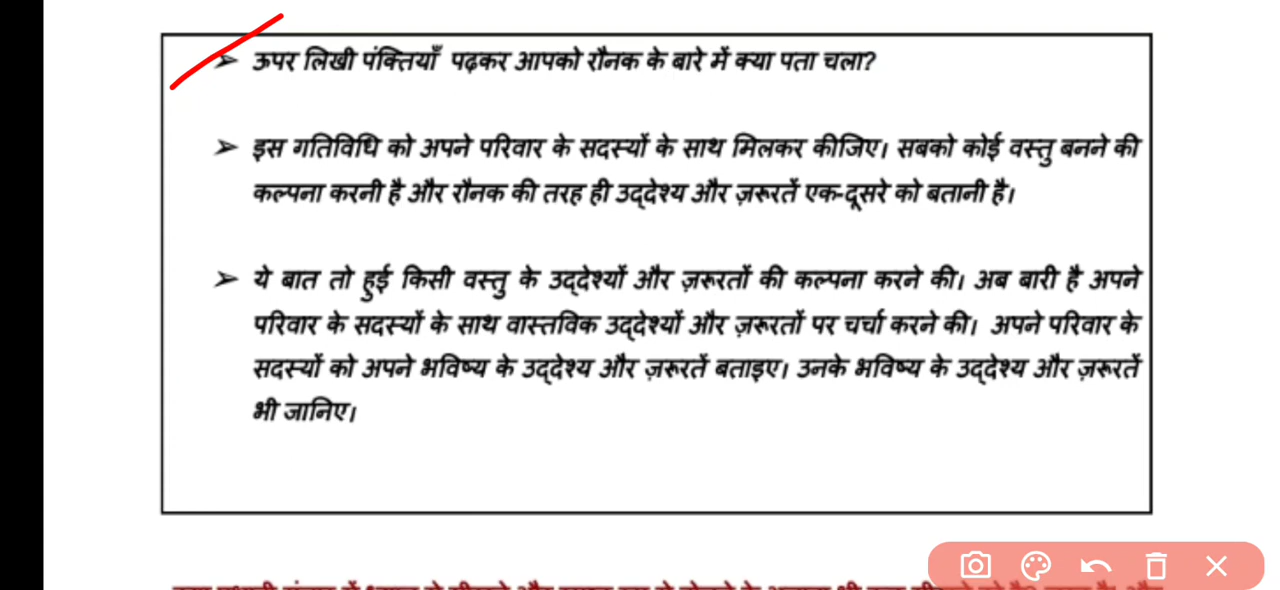 ➢ ऊपर लिखी पंक्तियाँ पढ़कर आपको रौनक के बारे में क्या पता चला?
➢ इस गतिविधि को अपने परिवार के सदस्यों के साथ मिलकर कीजिए। सबको कोई वस्तु बनने की
कल्पना करनी है और रौनक की तरह ही उद्देश्य और ज़रूरतें एक-दूसरे को बतानी है।
➢ ये बात तो हुई किसी वस्तु के उद्देश्यों और ज़रूरतों की कल्पना करने की। अब बारी है अपने
परिवार के सदस्यों के साथ वास्तविक उद्देश्यों और ज़रूरतों पर चर्चा करने की। अपने परिवार के
सदस्यों को अपने भविष्य के उद्देश्य और ज़रूरतें बताइए। उनके भविष्य के उद्देश्य और ज़रूरतें
भी जानिए।